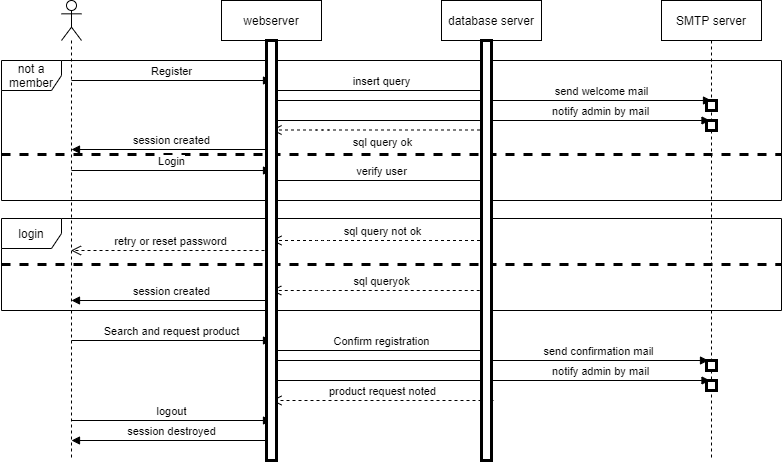 webserver
database server
SMTP server
not a
member
Register
insert query
send welcome mail
notify admin by mail
session created
sql query ok
Login
verify user
login
retry or reset password
sql query not ok
sql queryok
session created
Search and request product
Confirm registration
send confirmation mail
notify admin by mail
product request noted
logout
session destroyed